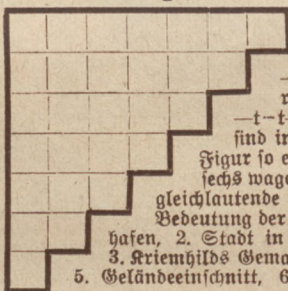 —t-t-
sind in
Figur so e
sechs wage
gleichlautende
Bedeutung der
hafen, 2. Stadt in
3. Kriemhilds Gema
5. Geländeeinschnitt, 6